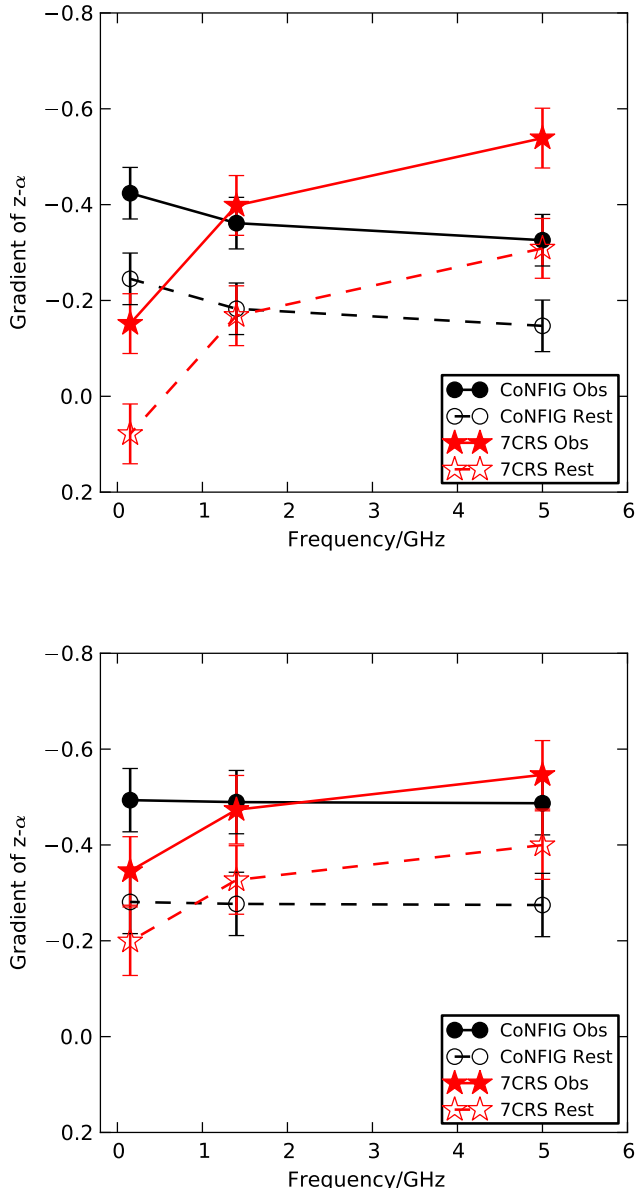 −0.8
−0.6
−0.4
−0.2
0.0
0.2
Gradient of z-α
0 1 2 3 4 5 6
Frequency/GHz
CoNFIG Obs
CoNFIG Rest
7CRS Obs
7CRS Rest
−0.8
−0.6
−0.4
−0.2
0.0
0.2
Gradient of z-α
0 1 2 3 4 5 6
Frequency/GHz
CoNFIG Obs
CoNFIG Rest
7CRS Obs
7CRS Rest